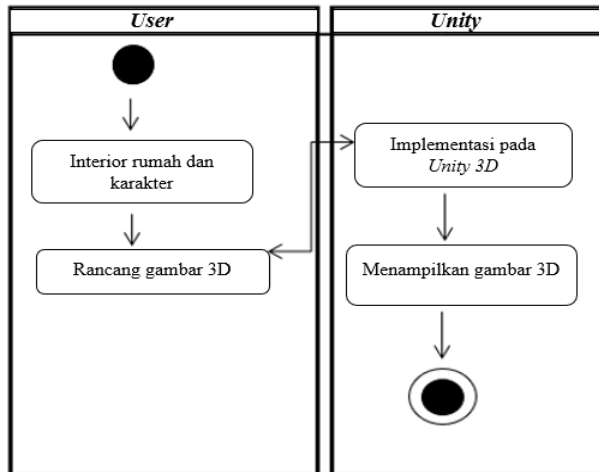 User
Unity
Interior rumah dan
karakter
Rancang gambar 3D
Implementasi pada
Unity 3D
Menampilkan gambar 3D